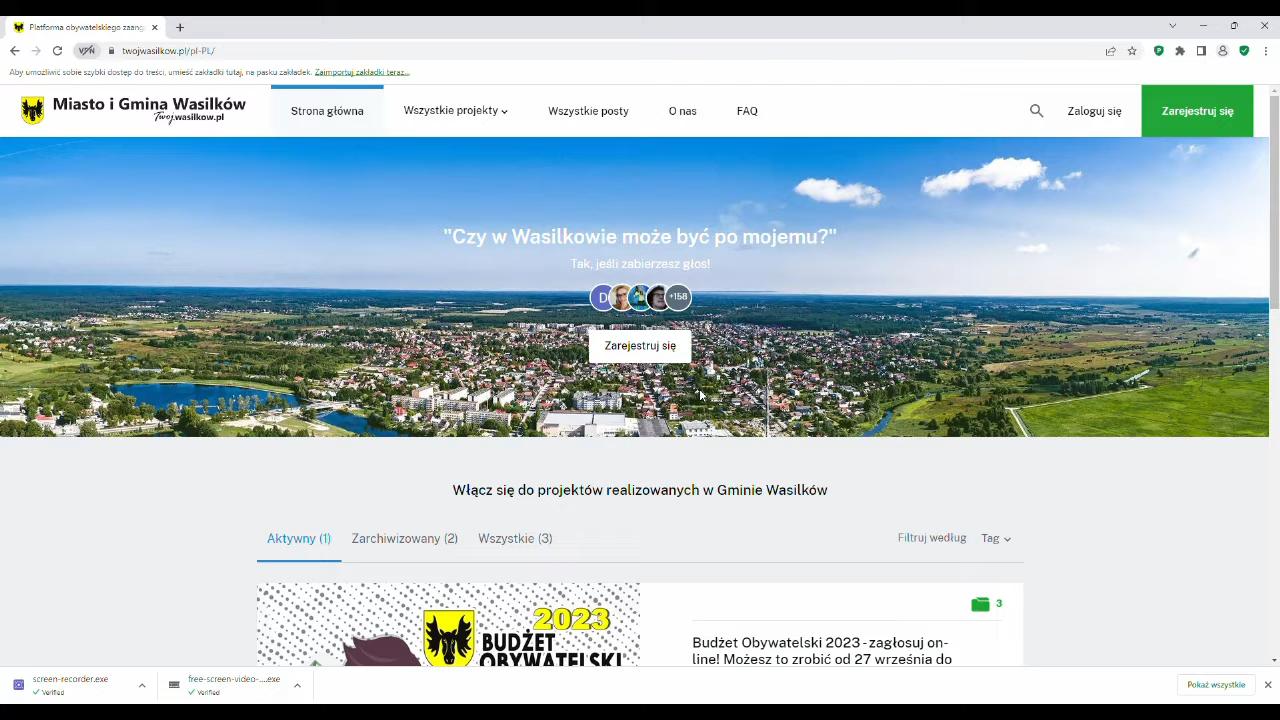 Platforma obywatelskiego zaang
VPN
twojwasilkow.pl/pl-PL/
Aby umożliwić sobie szybki dostęp do treści, umieść zakładki tutaj, na pasku zakładek. Zaimportuj zakładki teraz...
Miasto i Gmina Wasilków
Twoj.wasilkow.pl
Strona główna
Wszystkie projekty
Wszystkie posty
O nas
FAQ
Zaloguj się
Zarejestruj się
"Czy w Wasilkowie może być po mojemu?"
Tak, jeśli zabierzesz głos!
D
+158
Zarejestruj się
Włącz się do projektów realizowanych w Gminie Wasilków
Aktywny (1)
Zarchiwizowany (2)
Wszystkie (3)
Filtruj według
Tag
2023
BUDŻET
OBYWATELSKI
3
Budżet Obywatelski 2023 - zagłosuj on-
line! Możesz to zrobić od 27 września do
screen-recorder.exe
Verified
free-screen-video-....exe
Verified
Pokaż wszystkie